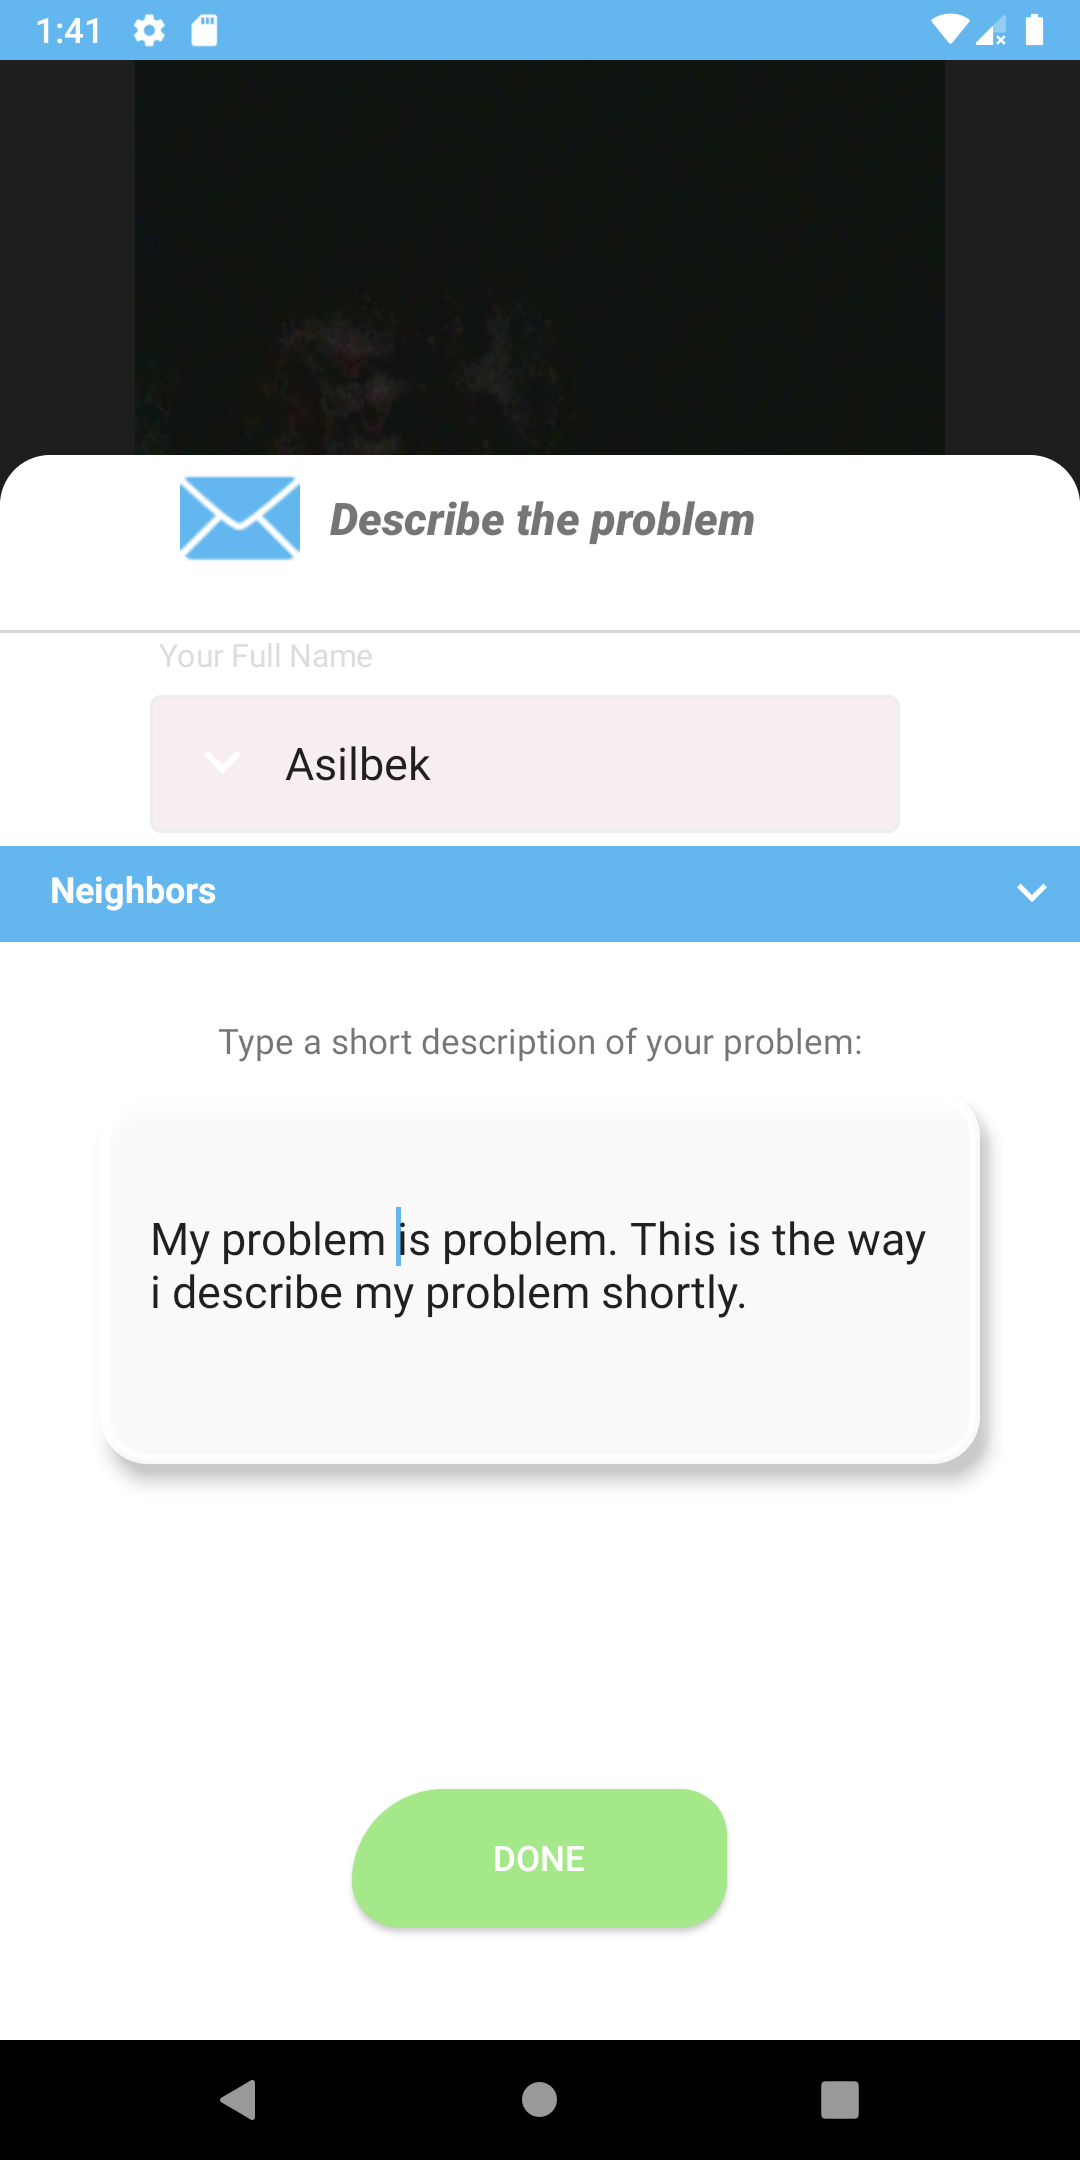 1:41
Describe the problem
Your Full Name
Asilbek
Neighbors
Type a short description of your problem:
My problem is problem. This is the way
i describe my problem shortly.
DONE